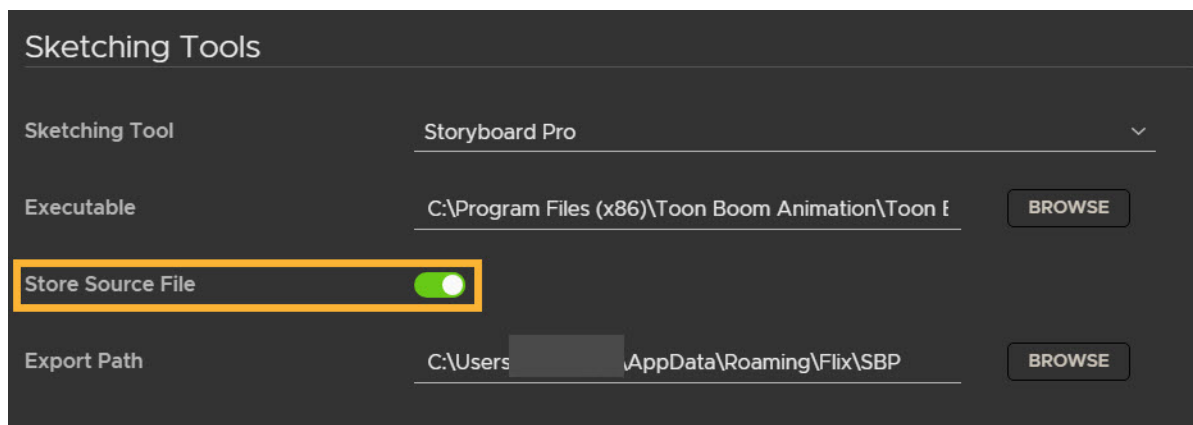 Sketching Tools
Sketching Tool Storyboard Pro
Executable C:\Program Files (x86)\Toon Boom Animation\Toon BROWSE
Store Source File
Export Path C:\Users \AppData\Roaming\Flix\SBP BROWSE